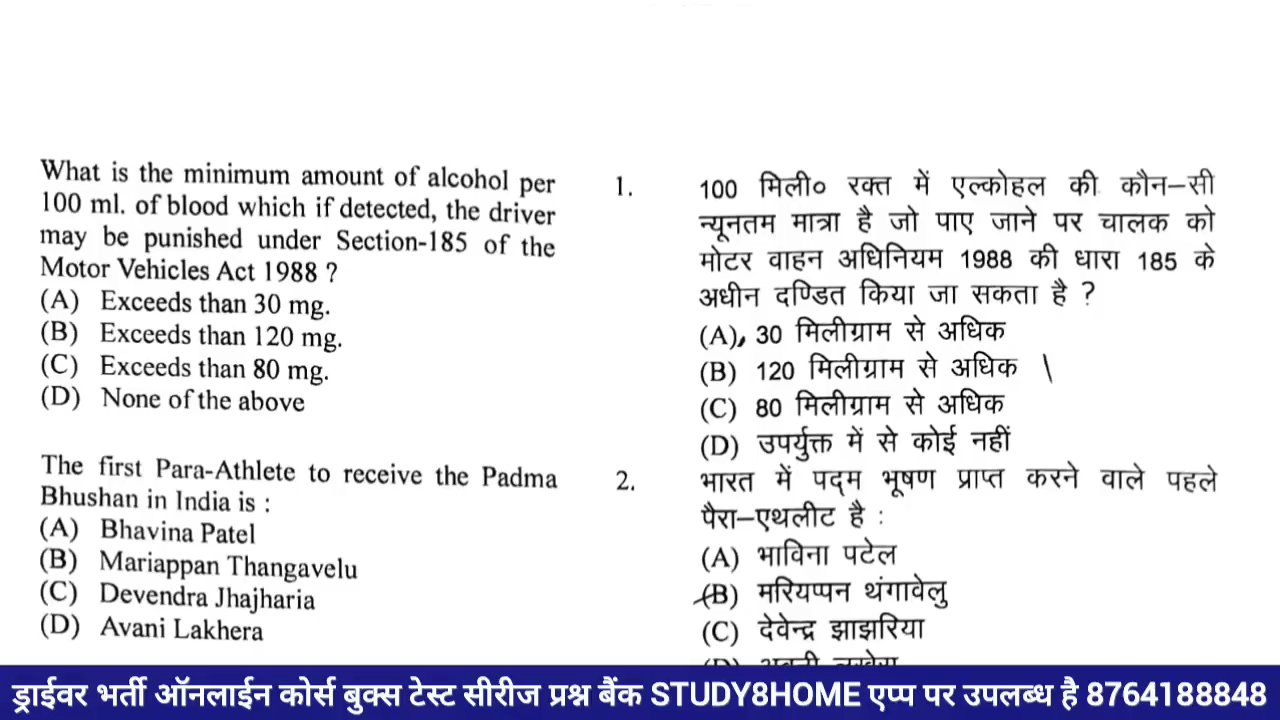 What is the minimum amount of alcohol per
100 ml. of blood which if detected, the driver
may be punished under Section-185 of the
Motor Vehicles Act 1988 ?
(A) Exceeds than 30 mg.
(B) Exceeds than 120 mg.
(C) Exceeds than 80 mg.
(D) None of the above
The first Para-Athlete to receive the Padma
Bhushan in India is :
(A) Bhavina Patel
(B) Mariappan Thangavelu
(C) Devendra Jhajharia
(D) Avani Lakhera
1. 100 मिली० रक्त में एल्कोहल की कौन–सी
न्यूनतम मात्रा है जो पाए जाने पर चालक को
मोटर वाहन अधिनियम 1988 की धारा 185 के
अधीन दण्डित किया जा सकता है ?
(A) 30 मिलीग्राम से अधिक
(B) 120 मिलीग्राम से अधिक
(C) 80 मिलीग्राम से अधिक
(D) उपर्युक्त में से कोई नहीं
2. भारत में पद्म भूषण प्राप्त करने वाले पहले
पैरा–एथलीट है :
(A) भाविना पटेल
(B) मरियप्पन थंगावेलु
(C) देवेन्द्र झाझरिया
ड्राईवर भर्ती ऑनलाईन कोर्स बुक्स टेस्ट सीरीज प्रश्न बैंक STUDY8HOME एप्प पर उपलब्ध है 8764188848